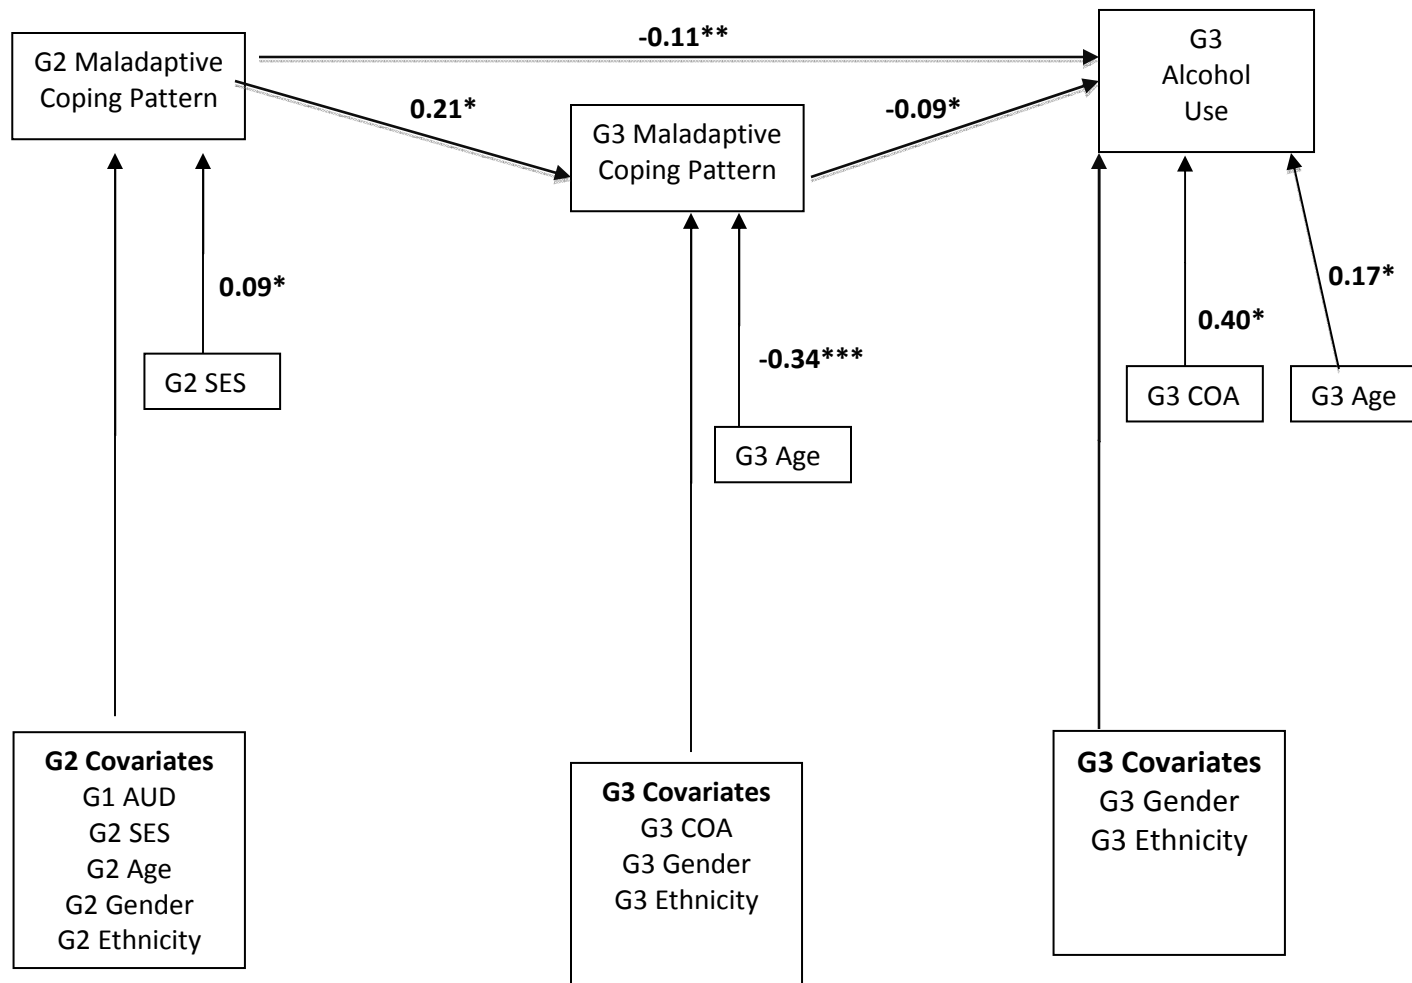 G2 Maladaptive
Coping Pattern
-0.11**
G3
Alcohol
Use
0.21*
G3 Maladaptive
Coping Pattern
-0.09*
0.09*
G2 SES
-0.34***
G3 Age
0.40*
G3 COA
0.17*
G3 Age
G2 Covariates
G1 AUD
G2 SES
G2 Age
G2 Gender
G2 Ethnicity
G3 Covariates
G3 COA
G3 Gender
G3 Ethnicity
G3 Covariates
G3 Gender
G3 Ethnicity